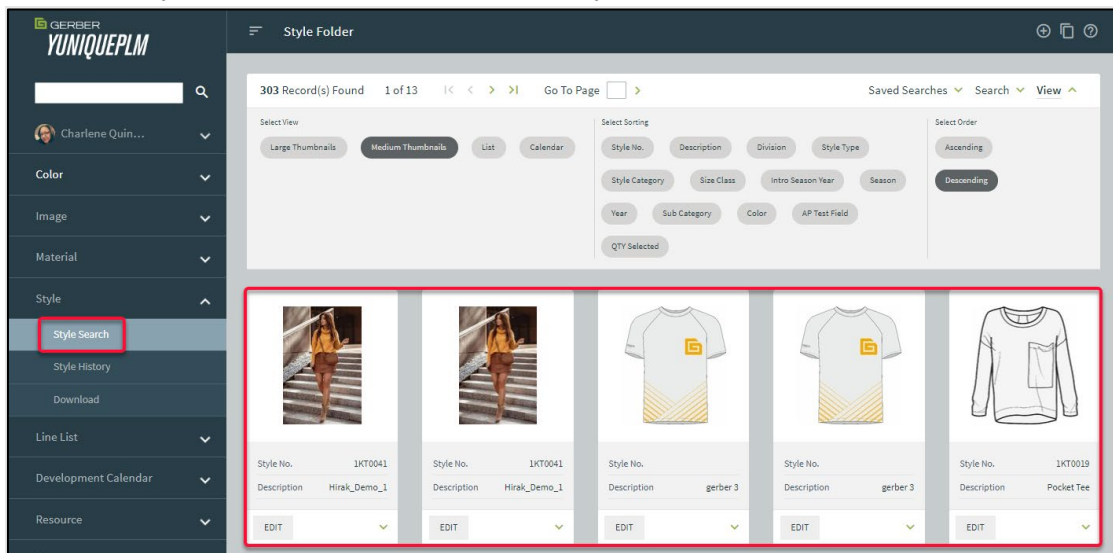 GERBER
YUNIQUEPLM
Style Folder
303 Record(s) Found 1 of 13 Go To Page Saved Searches Search View
Charlene Quin...
Color
Image
Material
Style
Style Search
Style History
Download
Line List
Development Calendar
Resource
Select View
Large Thumbnails Medium Thumbnails List Calendar
Select Sorting
Style No. Description Division Style Type
Style Category Size Class Intro Season Year Season
Year Sub Category Color AP Test Field
QTY Selected
Select Order
Ascending
Descending
Style No. 1KT0041
Description Hirak_Demo_1
EDIT
Style No. 1KT0041
Description Hirak_Demo_1
EDIT
Style No.
Description gerber 3
EDIT
Style No.
Description gerber 3
EDIT
Style No. 1KT0019
Description Pocket Tee
EDIT